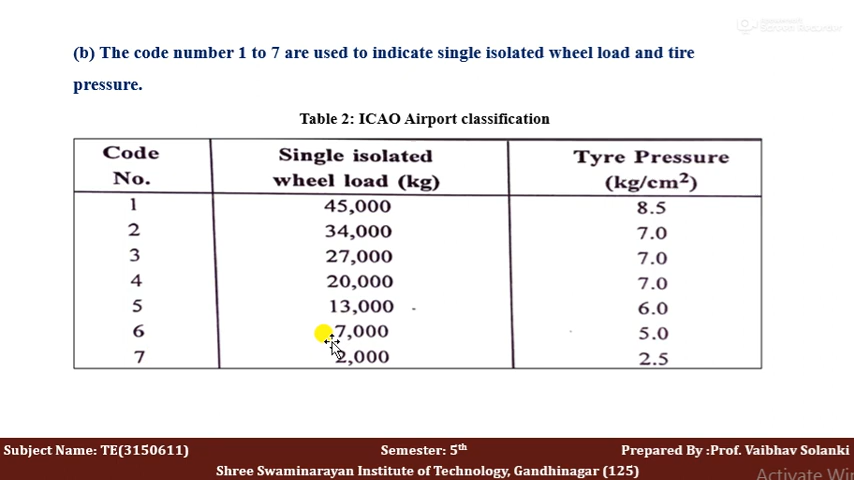 (b) The code number 1 to 7 are used to indicate single isolated wheel load and tire
pressure.
Table 2: ICAO Airport classification
Code No. Single isolated wheel load (kg) Tyre Pressure (kg/cm²)
1 45,000 8.5
2 34,000 7.0
3 27,000 7.0
4 20,000 7.0
5 13,000 6.0
6 7,000 5.0
7 2,000 2.5
Subject Name: TE(3150611) Semester: 5th Prepared By :Prof. Vaibhav Solanki
Shree Swaminarayan Institute of Technology, Gandhinagar (125)
Activate Win